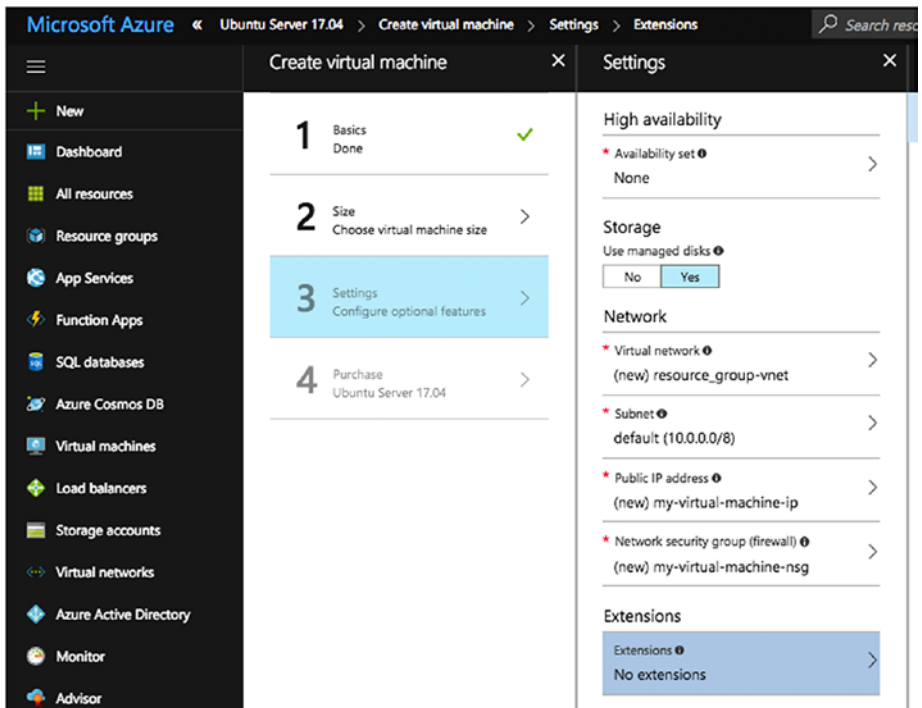 Microsoft Azure « Ubuntu Server 17.04 > Create virtual machine > Settings > Extensions
Search reso
New
Dashboard
All resources
Resource groups
App Services
Function Apps
SQL databases
Azure Cosmos DB
Virtual machines
Load balancers
Storage accounts
Virtual networks
Azure Active Directory
Monitor
Advisor
Create virtual machine
1
Basics
Done
2
Size
Choose virtual machine size
3
Settings
Configure optional features
4
Purchase
Ubuntu Server 17.04
Settings
High availability
* Availability set
None
Storage
Use managed disks
No Yes
Network
* Virtual network
(new) resource_group-vnet
* Subnet
default (10.0.0.0/8)
* Public IP address
(new) my-virtual-machine-ip
* Network security group (firewall)
(new) my-virtual-machine-nsg
Extensions
Extensions
No extensions